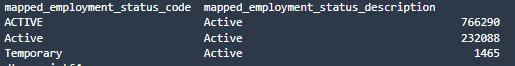 mapped_employment_status_code mapped_employment_status_description
ACTIVE Active 766290
Active Active 232088
Temporary Active 1465